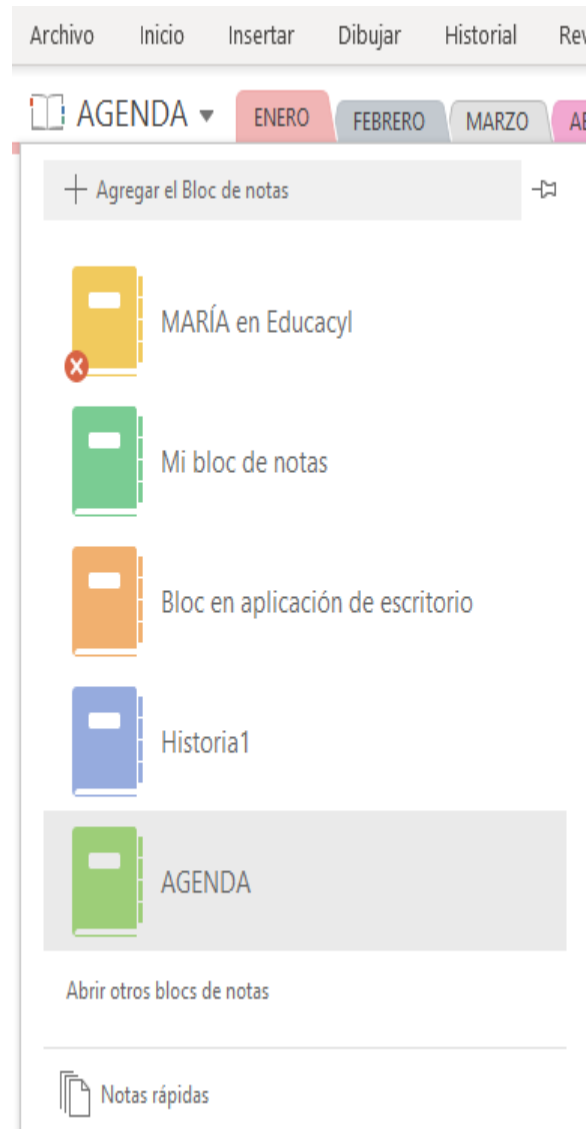 Archivo Inicio Insertar Dibujar Historial
AGENDA ENERO FEBRERO MARZO
Agregar el Bloc de notas
MARÍA en Educacyl
Mi bloc de notas
Bloc en aplicación de escritorio
Historia1
AGENDA
Abrir otros blocs de notas
Notas rápidas